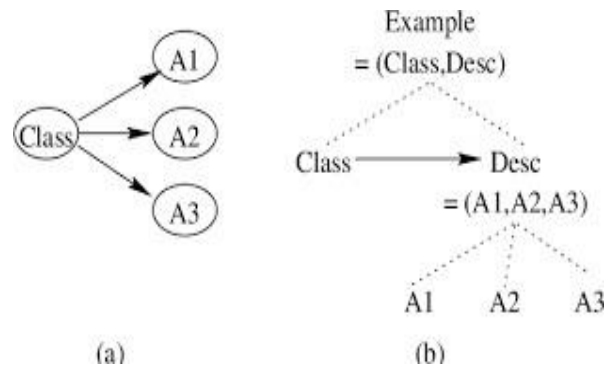 A1
Class
A2
A3
(a)
Example
= (Class,Desc)
Class
Desc
= (A1,A2,A3)
A1
A2
A3
(b)